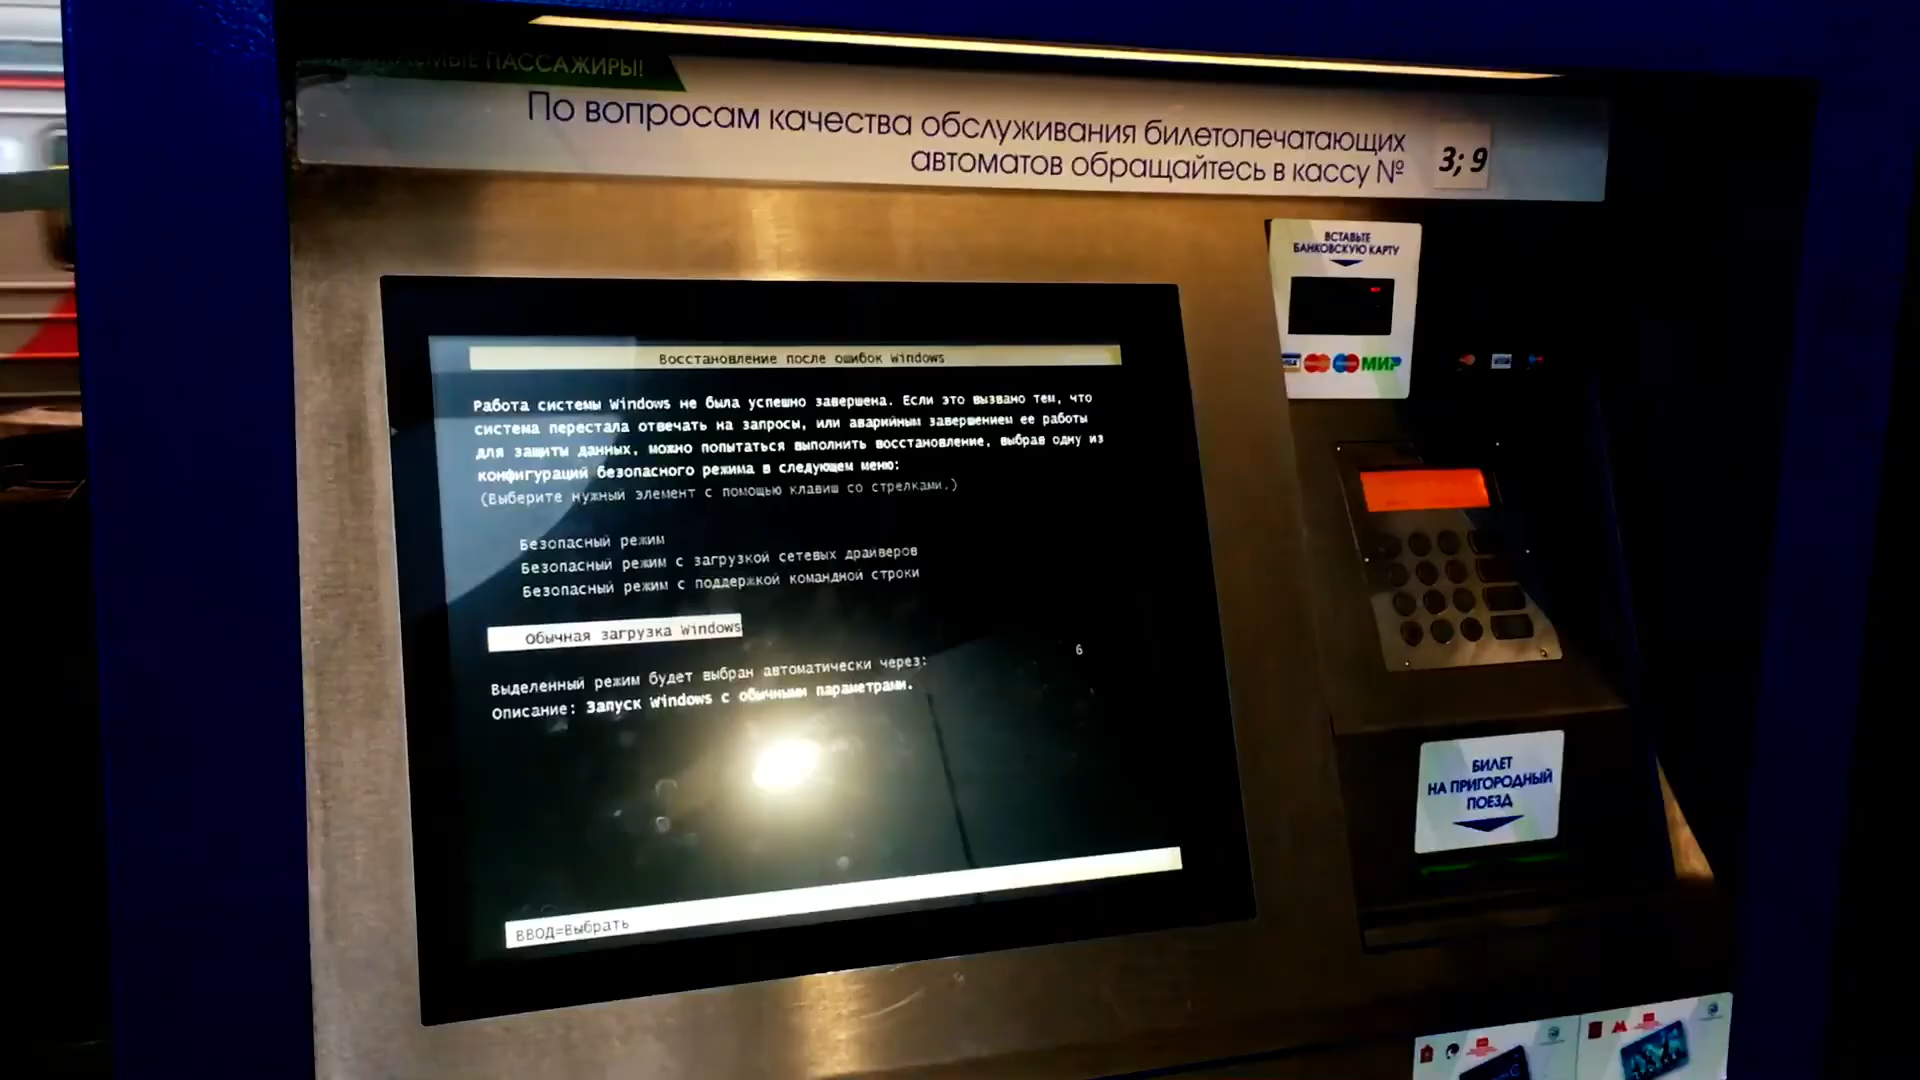 ПАССАЖИРЫ!
По вопросам качества обслуживания билетопечатающих
автоматов обращайтесь в кассу № 3; 9
ВСТАВЬТЕ
БАНКОВСКУЮ КАРТУ
VISA МИР
Восстановление после ошибок Windows
Работа системы Windows не была успешно завершена. Если это вызвано тем, что
система перестала отвечать на запросы, или аварийным завершением ее работы
для защиты данных, можно попытаться выполнить восстановление, выбрав одну из
конфигураций безопасного режима в следующем меню:
(Выберите нужный элемент с помощью клавиш со стрелками.)
Безопасный режим
Безопасный режим с загрузкой сетевых драйверов
Безопасный режим с поддержкой командной строки
Обычная загрузка Windows
Выделенный режим будет выбран автоматически через: 6
Описание: Запуск Windows с обычными параметрами.
ВВОД=Выбрать
БИЛЕТ
НА ПРИГОРОДНЫЙ
ПОЕЗД